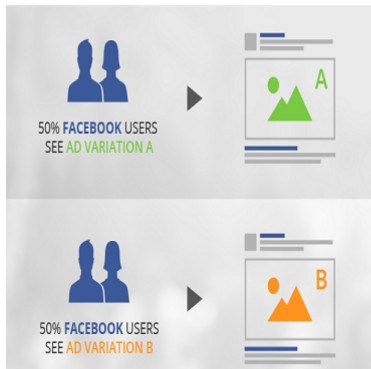 50% FACEBOOK USERS
SEE AD VARIATION A
A
50% FACEBOOK USERS
SEE AD VARIATION B
B